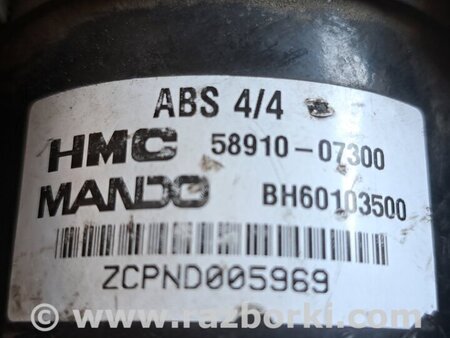 ABS 4/4
HMC 58910-07300
MANDO BH60103500
ZCPND005969
© www.razborki.com